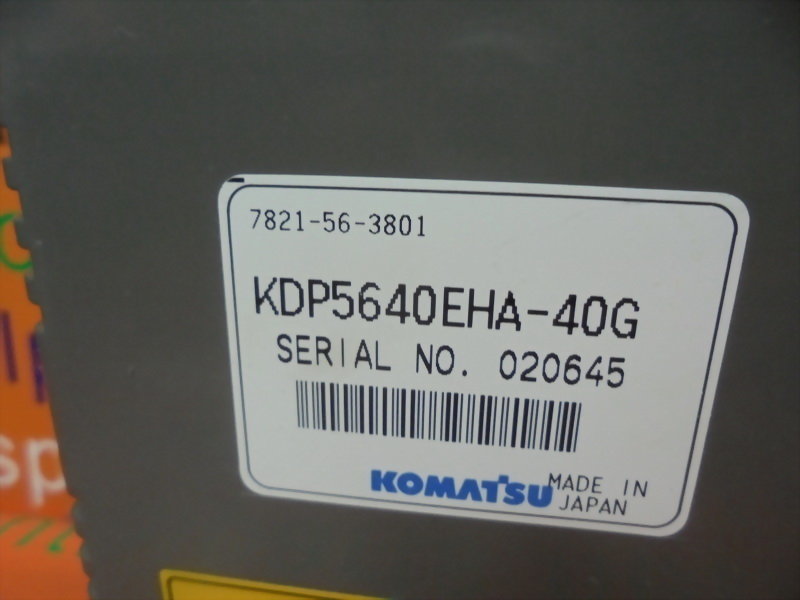 7821-56-3801
KDP5640EHA-40G
SERIAL NO. 020645
KOMATSU MADE IN
JAPAN